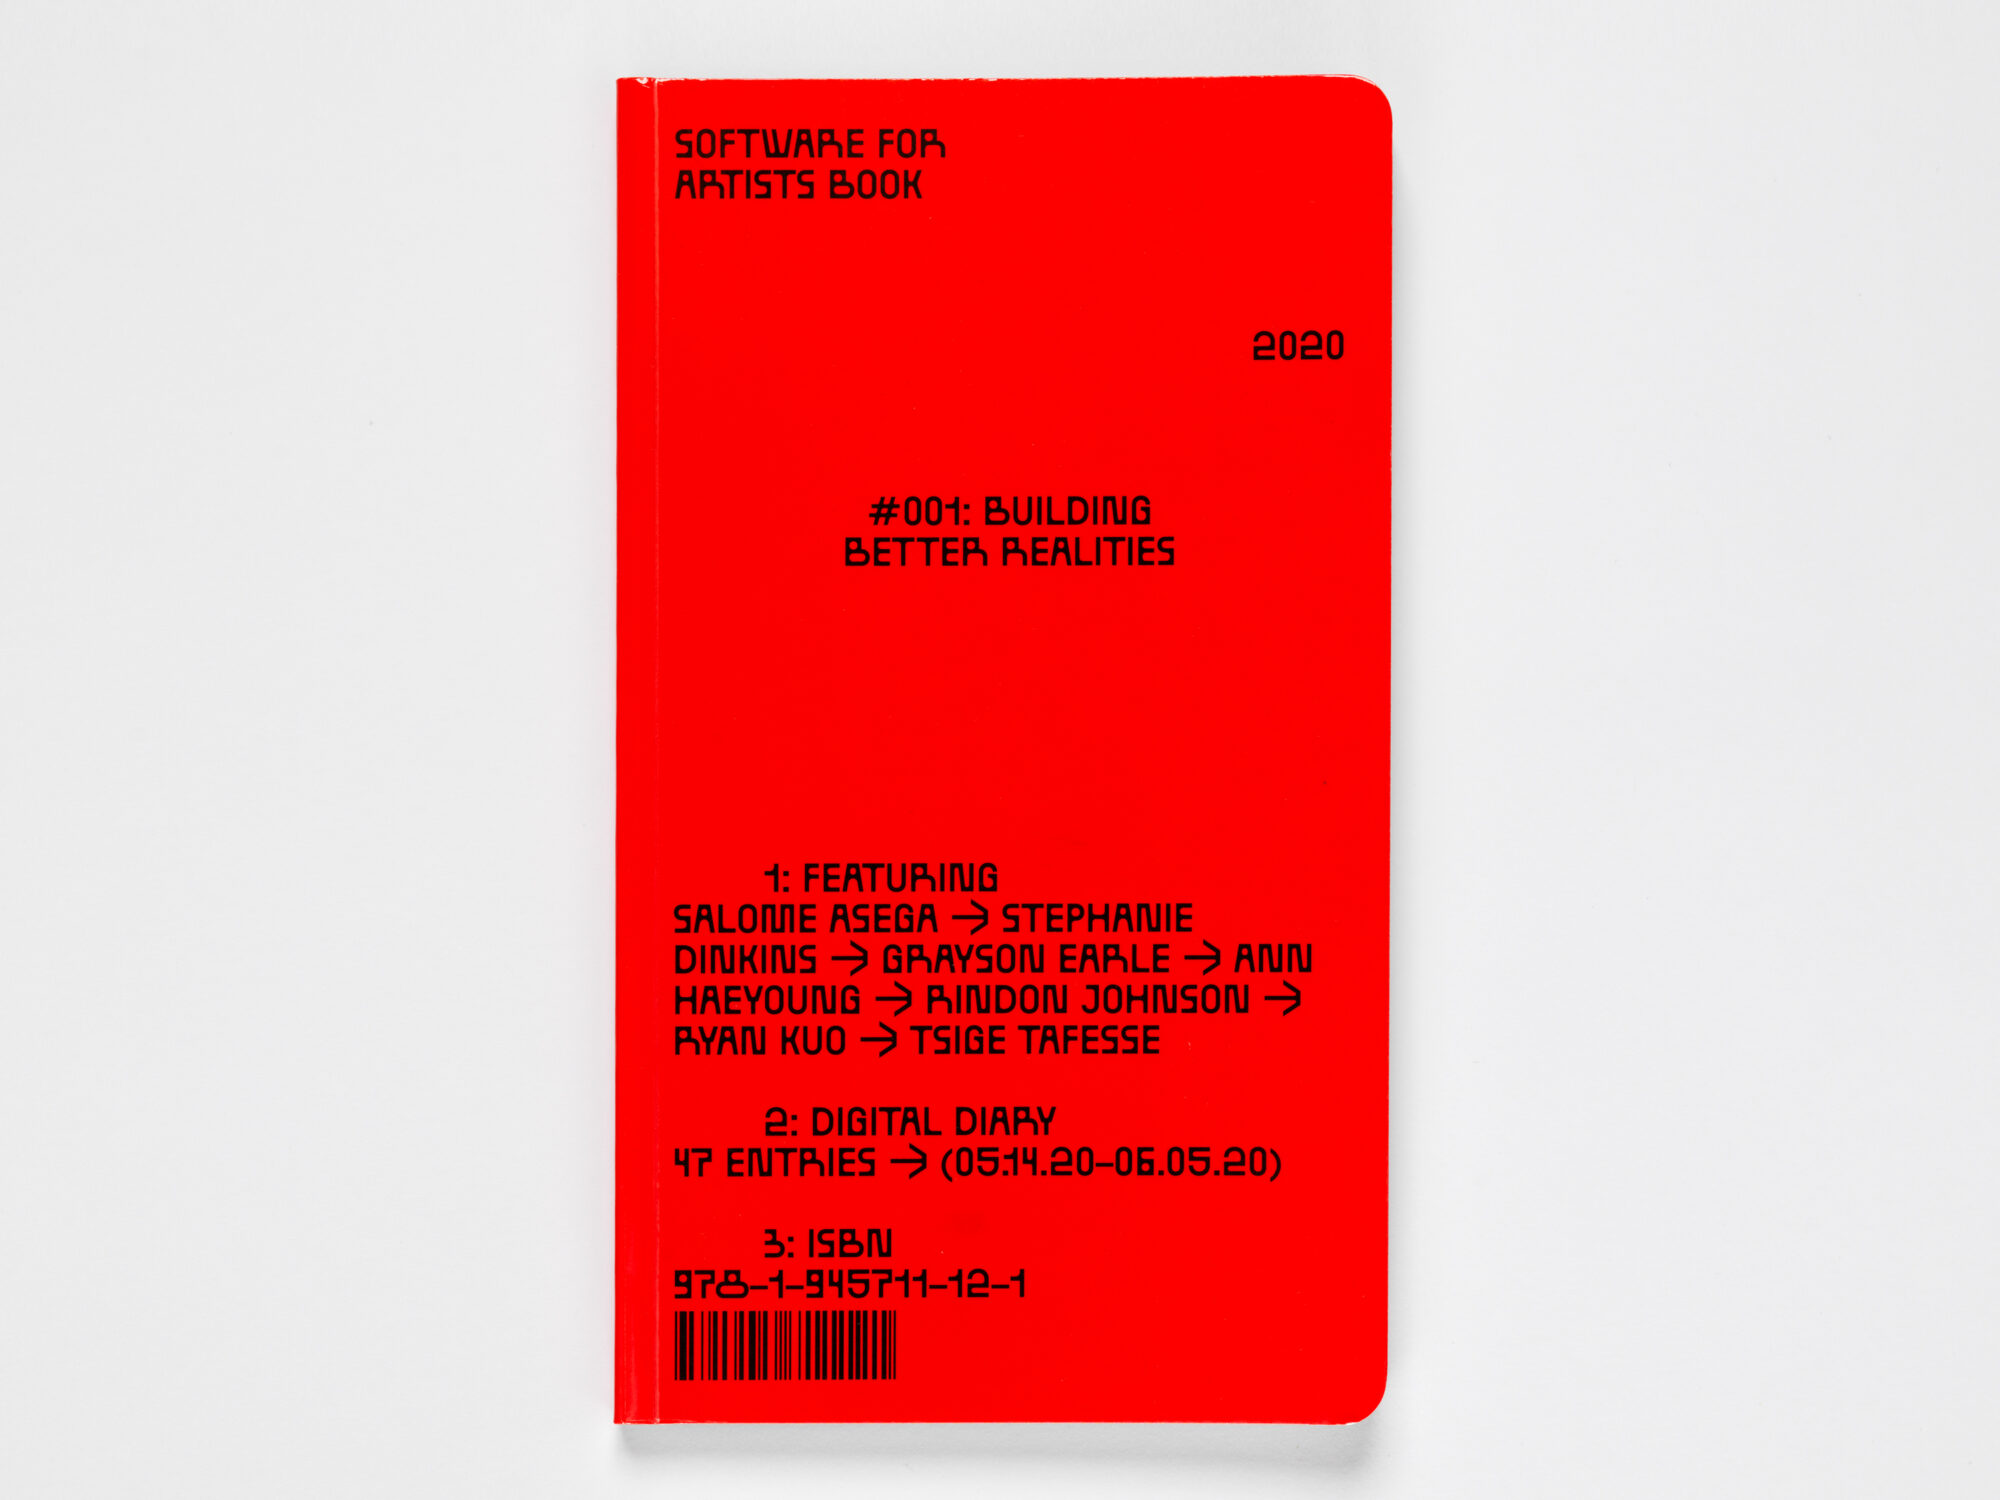 SOFTWARE FOR
ARTISTS BOOK
2020
#001: BUILDING
BETTER REALITIES
1: FEATURING
SALOME ASEGA → STEPHANIE
DINKINS → GRAYSON EARLE → ANN
HAEYOUNG → RINDON JOHNSON →
RYAN KUO → TSIGE TAFESSE
2: DIGITAL DIARY
47 ENTRIES → (05.14.20–06.05.20)
3: ISBN
978–1–945711–12–1